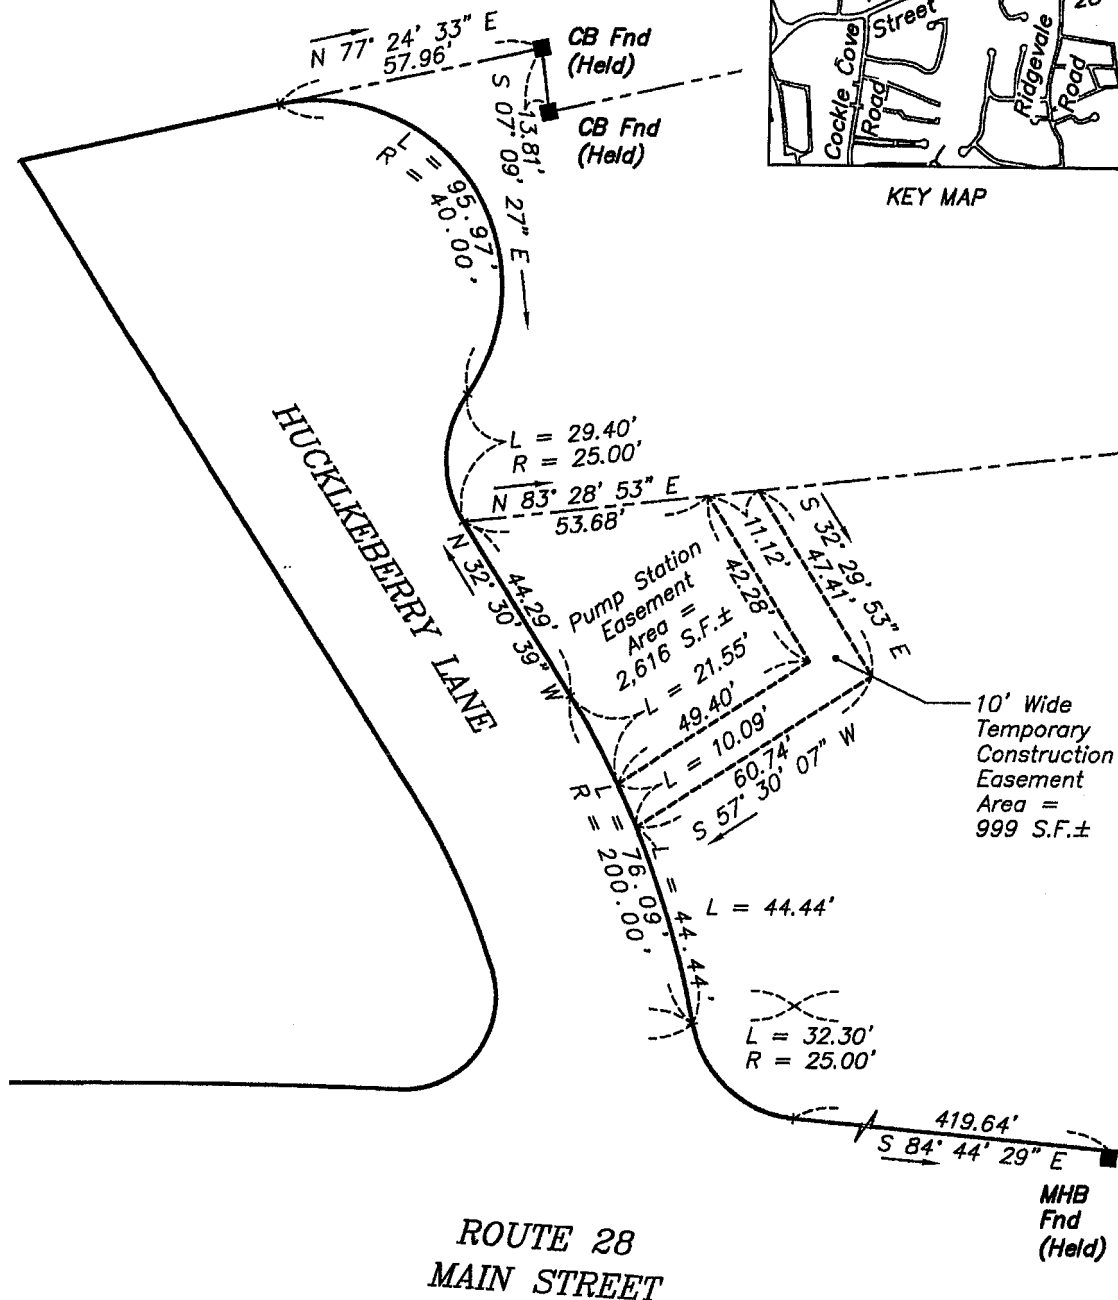 N 77° 24' 33" E
57.96'
CB Fnd
(Held)
S 07° 09' 27" E
13.81'
CB Fnd
(Held)
Street
Cockle Cove
Road
Ridgevale
Road
KEY MAP
L = 95.97'
R = 40.00'
L = 29.40'
R = 25.00'
N 83° 28' 53" E
53.68'
11.12'
S 32° 29' 53" E
47.41'
42.28'
HUCKLKEBERRY LANE
N 32° 30' 39" W
44.29'
Pump Station
Easement
Area =
2,616 S.F.±
L = 21.55'
49.40'
L = 10.09'
60.74'
S 57° 30' 07" W
10' Wide
Temporary
Construction
Easement
Area =
999 S.F.±
L = 76.09'
R = 200.00'
L = 44.44'
L = 44.44'
L = 32.30'
R = 25.00'
419.64'
S 84° 44' 29" E
MHB
Fnd
(Held)
ROUTE 28
MAIN STREET